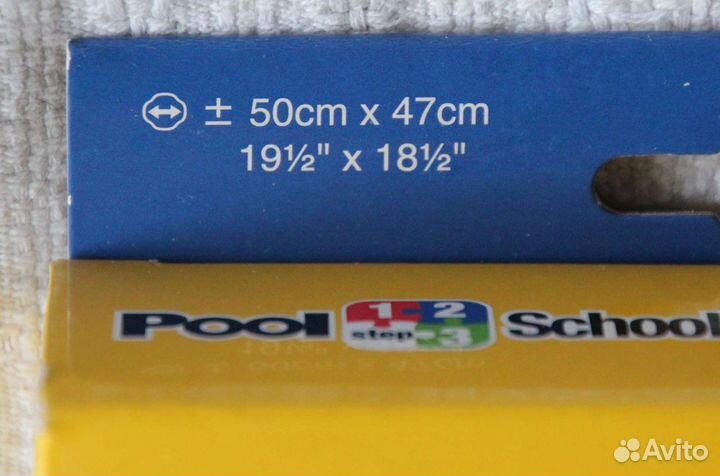 ± 50cm x 47cm
19½" x 18½"
Pool step 1 2 3 School
Avito